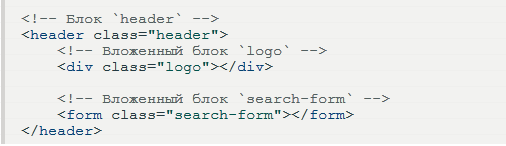 <!-- Блок `header` -->
<header class="header">
    <!-- Вложенный блок `logo` -->
    <div class="logo"></div>

    <!-- Вложенный блок `search-form` -->
    <form class="search-form"></form>
</header>